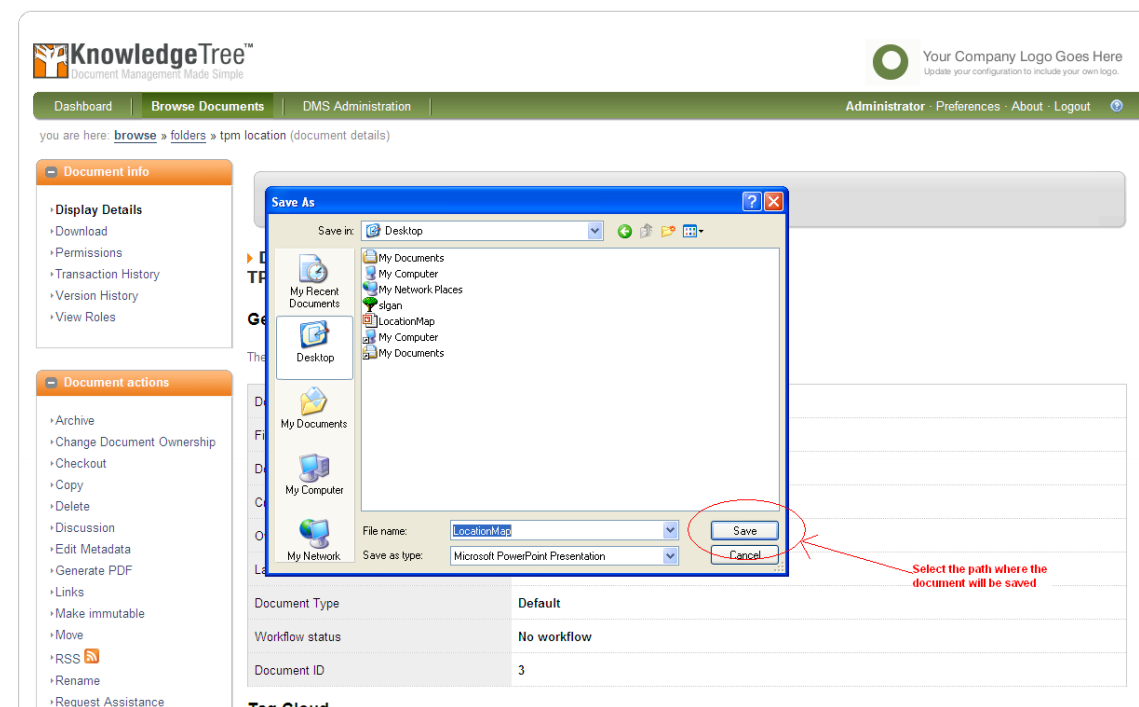 KnowledgeTree™
Document Management Made Simple
Your Company Logo Goes Here
Update your configuration to include your own logo.
Dashboard Browse Documents DMS Administration Administrator · Preferences · About · Logout
you are here: browse » folders » tpm location (document details)
Document info
Display Details
Download
Permissions
Transaction History
Version History
View Roles
Document actions
Archive
Change Document Ownership
Checkout
Copy
Delete
Discussion
Edit Metadata
Generate PDF
Links
Make immutable
Move
RSS
Rename
Request Assistance
Save As
Save in: Desktop
My Recent
Documents
Desktop
My Documents
My Computer
My Network
My Documents
My Computer
My Network Places
slgan
LocationMap
My Computer
My Documents
File name: LocationMap Save
Save as type: Microsoft PowerPoint Presentation Cancel
Select the path where the
document will be saved
The
Document Type Default
Workflow status No workflow
Document ID 3
Tag Cloud